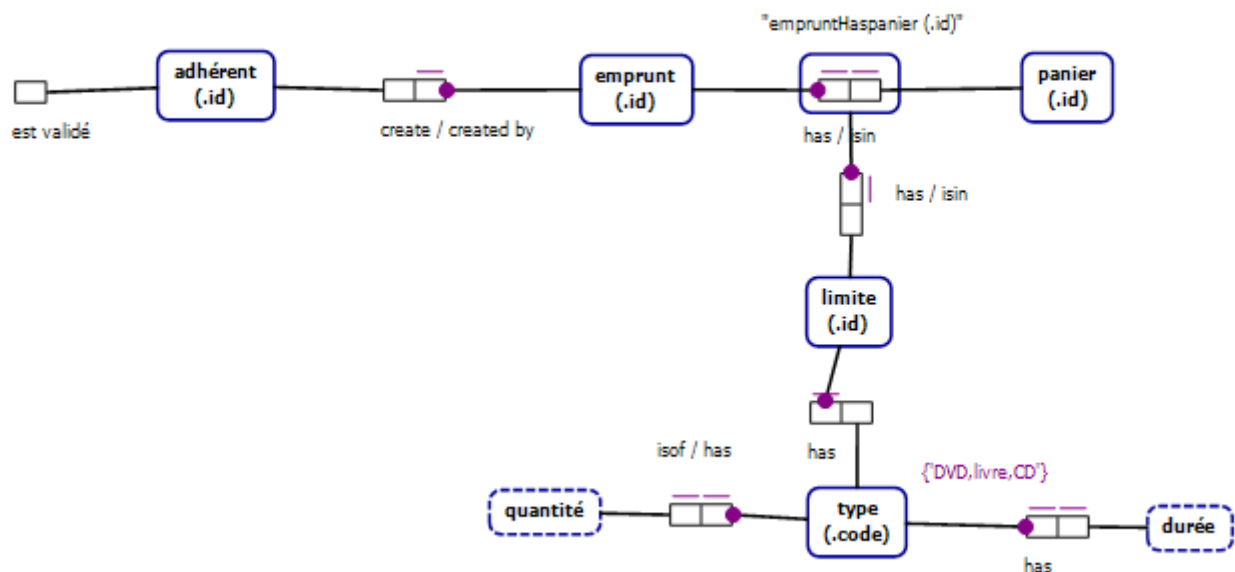 "empruntHaspanier (.id)"
adhérent
(.id)
emprunt
(.id)
panier
(.id)
est validé
create / created by
has / isin
has / isin
limite
(.id)
isof / has
has
{"DVD,livre,CD"}
quantité
type
(.code)
durée
has